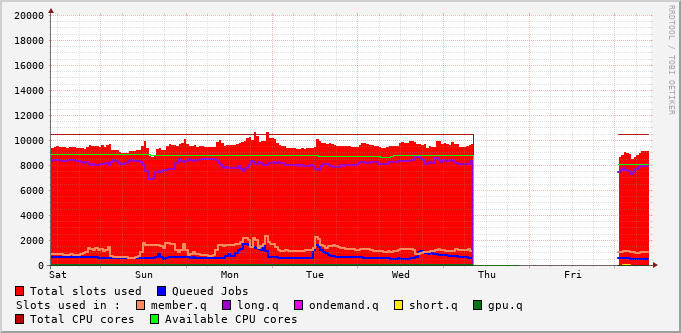 20000
18000
16000
14000
12000
10000
8000
6000
4000
2000
0
Sat Sun Mon Tue Wed Thu Fri
RRDTOOL / TOBI OETIKER
Total slots used Queued Jobs
Slots used in : member.q long.q ondemand.q short.q gpu.q
Total CPU cores Available CPU cores